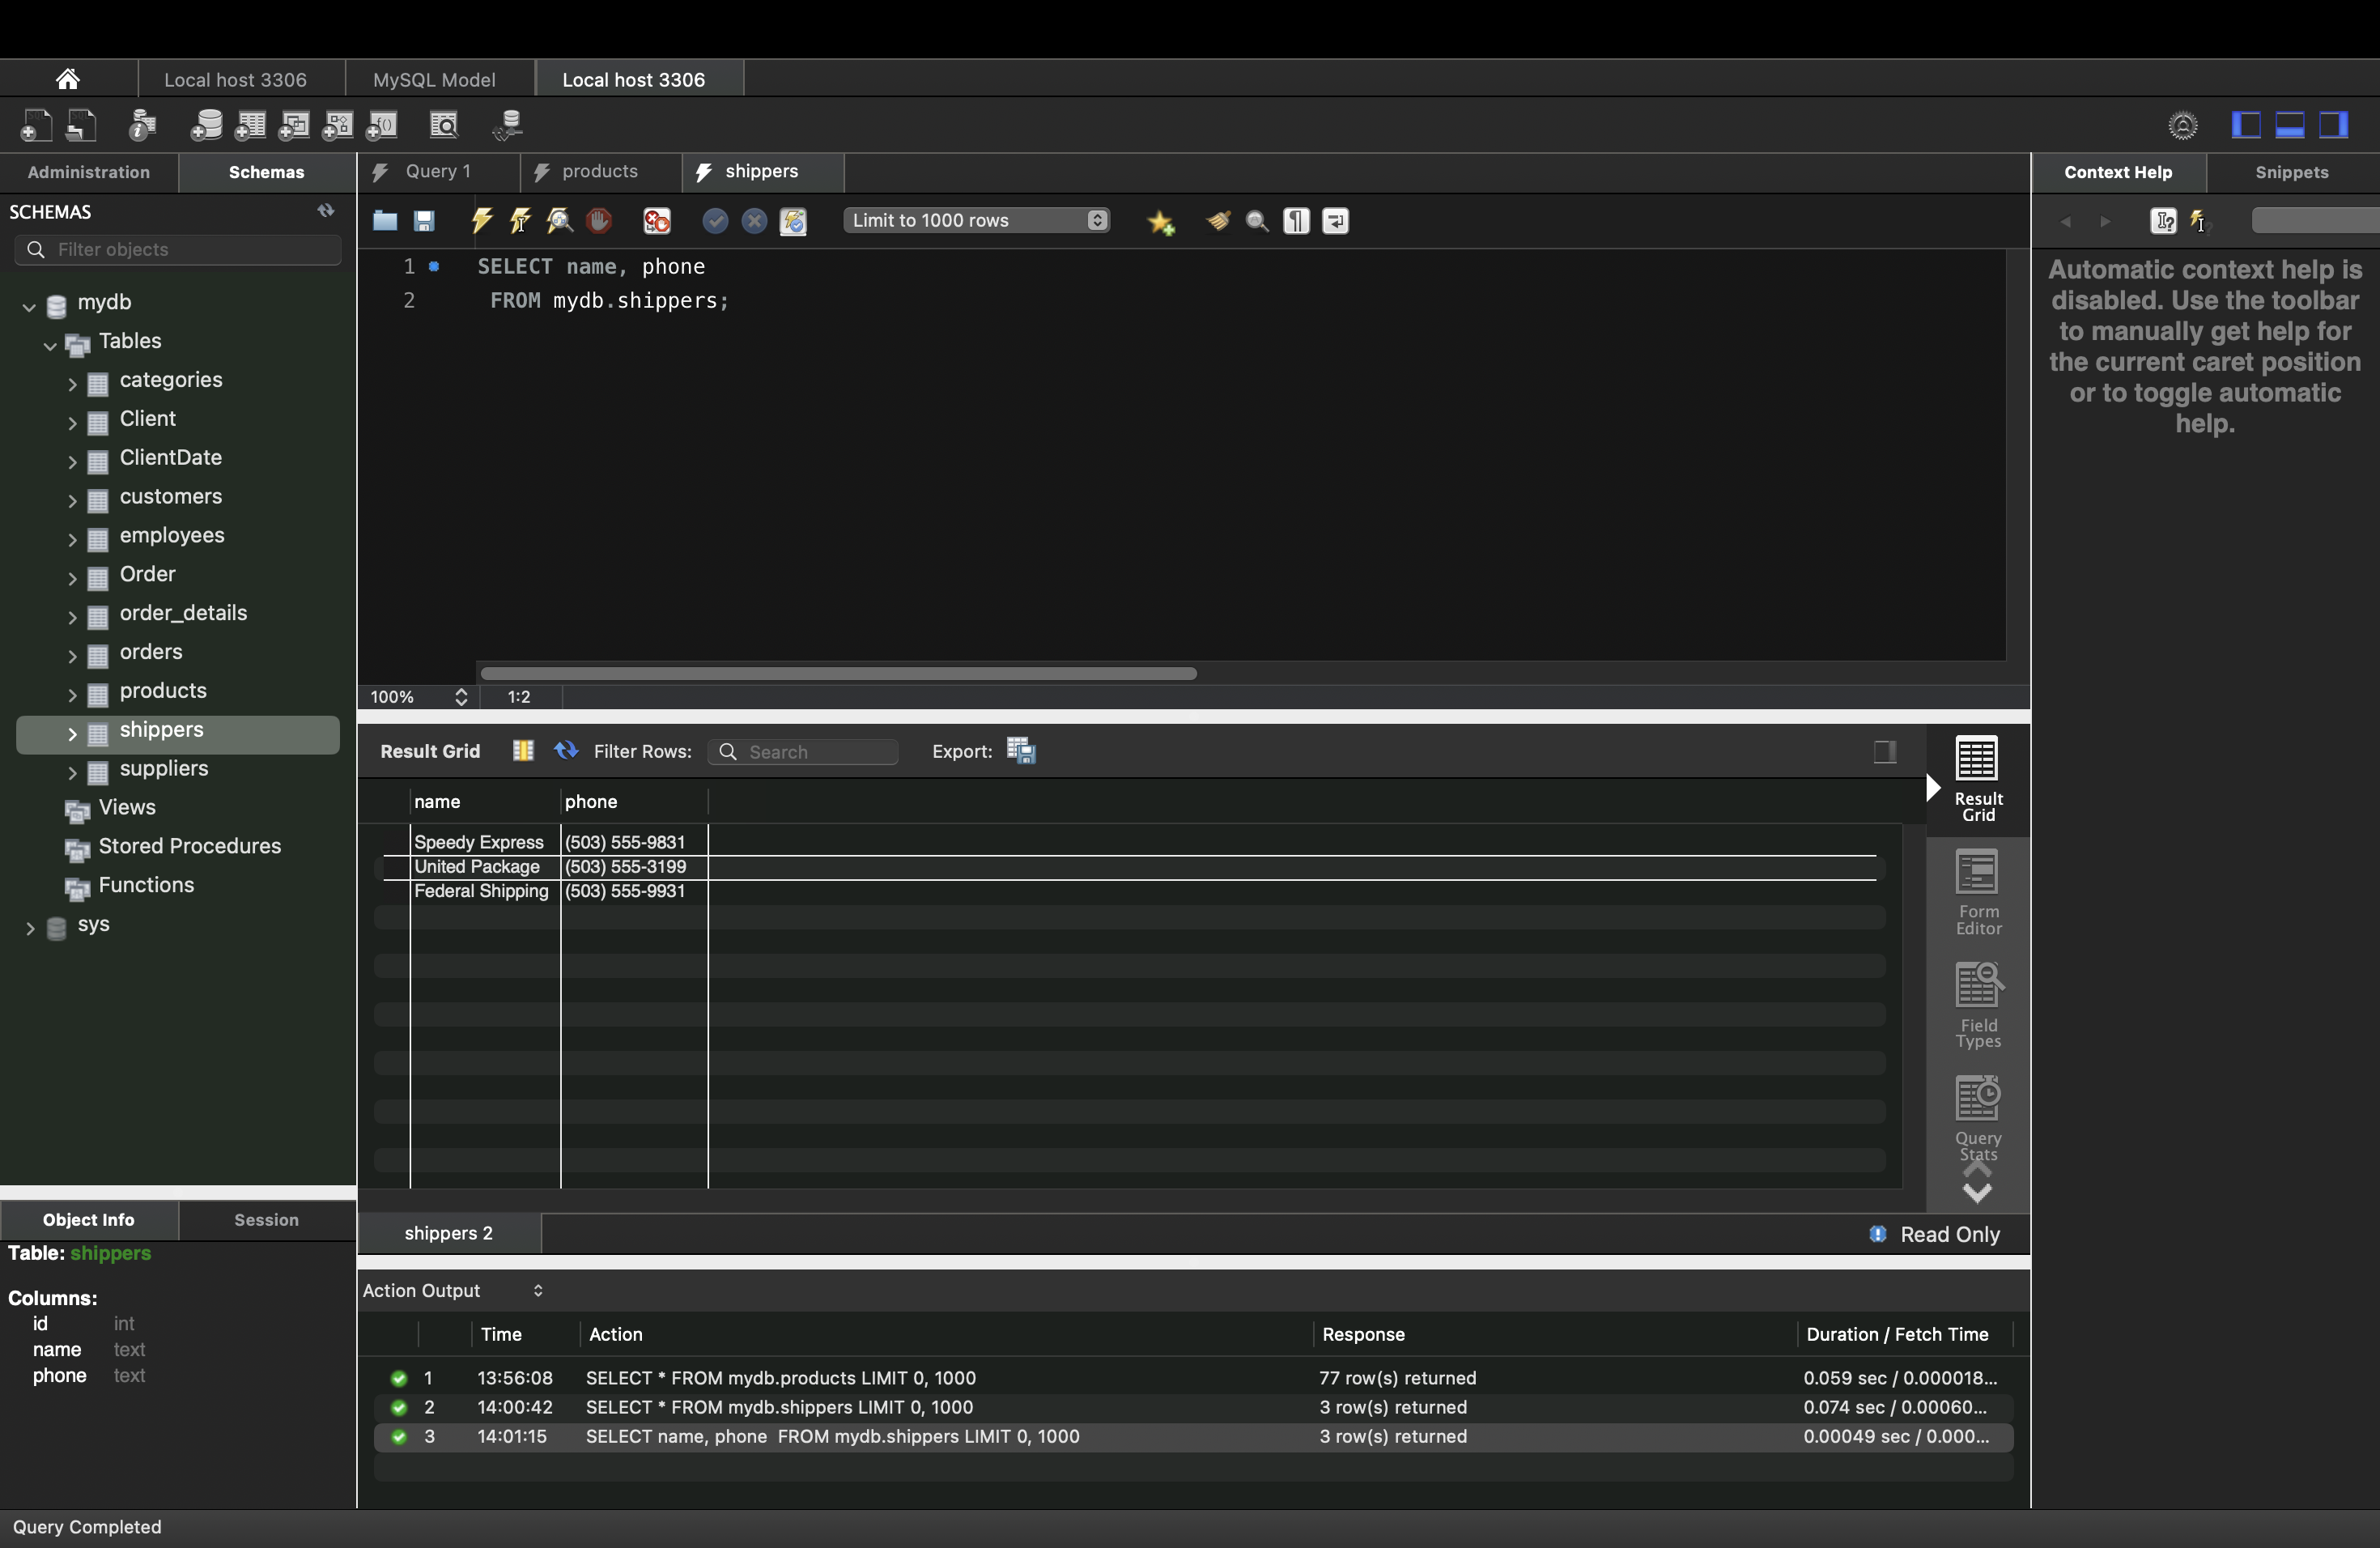 Local host 3306
MySQL Model
Local host 3306
Administration
Schemas
Query 1
products
shippers
Context Help
Snippets
SCHEMAS
Filter objects
Limit to 1000 rows
1
SELECT name, phone
2
FROM mydb.shippers;
Automatic context help is
disabled. Use the toolbar
to manually get help for
the current caret position
or to toggle automatic
help.
mydb
Tables
categories
Client
ClientDate
customers
employees
Order
order_details
orders
products
shippers
suppliers
Views
Stored Procedures
Functions
sys
100%
1:2
Result Grid
Filter Rows:
Search
Export:
name phone
Speedy Express (503) 555-9831
United Package (503) 555-3199
Federal Shipping (503) 555-9931
Result
Grid
Form
Editor
Field
Types
Query
Stats
shippers 2
Read Only
Object Info
Session
Table: shippers
Columns:
id int
name text
phone text
Action Output
Time Action Response Duration / Fetch Time
1 13:56:08 SELECT * FROM mydb.products LIMIT 0, 1000 77 row(s) returned 0.059 sec / 0.000018...
2 14:00:42 SELECT * FROM mydb.shippers LIMIT 0, 1000 3 row(s) returned 0.074 sec / 0.00060...
3 14:01:15 SELECT name, phone  FROM mydb.shippers LIMIT 0, 1000 3 row(s) returned 0.00049 sec / 0.000...
Query Completed